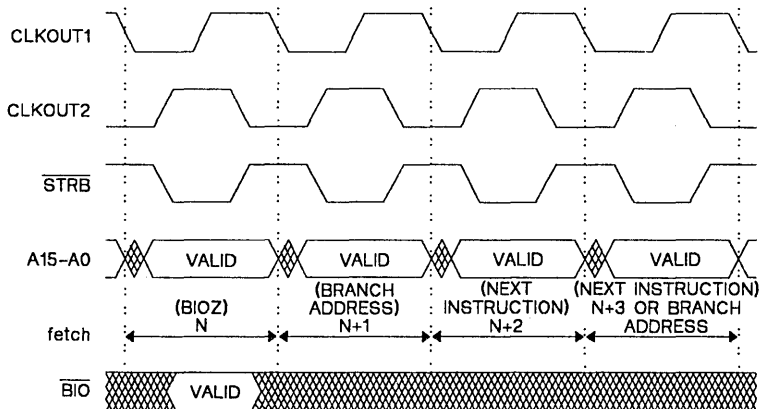 CLKOUT1
CLKOUT2
STRB
A15-A0 VALID VALID VALID VALID
(BIOZ)
N
(BRANCH
ADDRESS)
N+1
(NEXT
INSTRUCTION)
N+2
(NEXT INSTRUCTION)
N+3 OR BRANCH
ADDRESS
fetch
BIO VALID